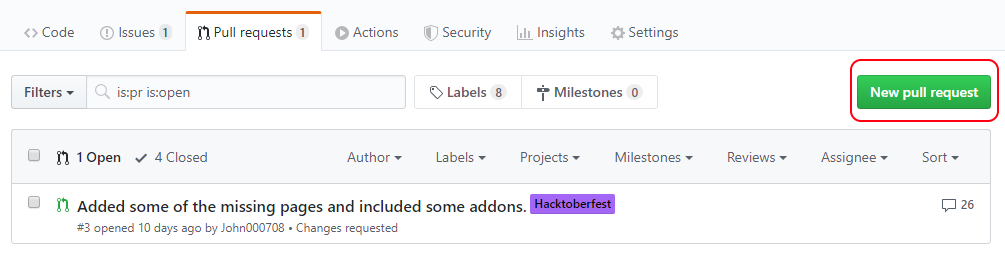 Code Issues 1 Pull requests 1 Actions Security Insights Settings
Filters is:pr is:open Labels 8 Milestones 0 New pull request
1 Open 4 Closed Author Labels Projects Milestones Reviews Assignee Sort
Added some of the missing pages and included some addons. Hacktoberfest 26
#3 opened 10 days ago by John000708 • Changes requested